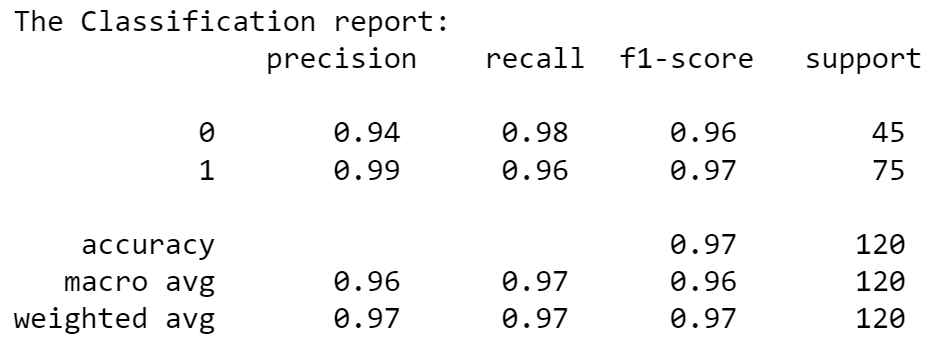 The Classification report:
precision recall f1-score support
0 0.94 0.98 0.96 45
1 0.99 0.96 0.97 75
accuracy 0.97 120
macro avg 0.96 0.97 0.96 120
weighted avg 0.97 0.97 0.97 120